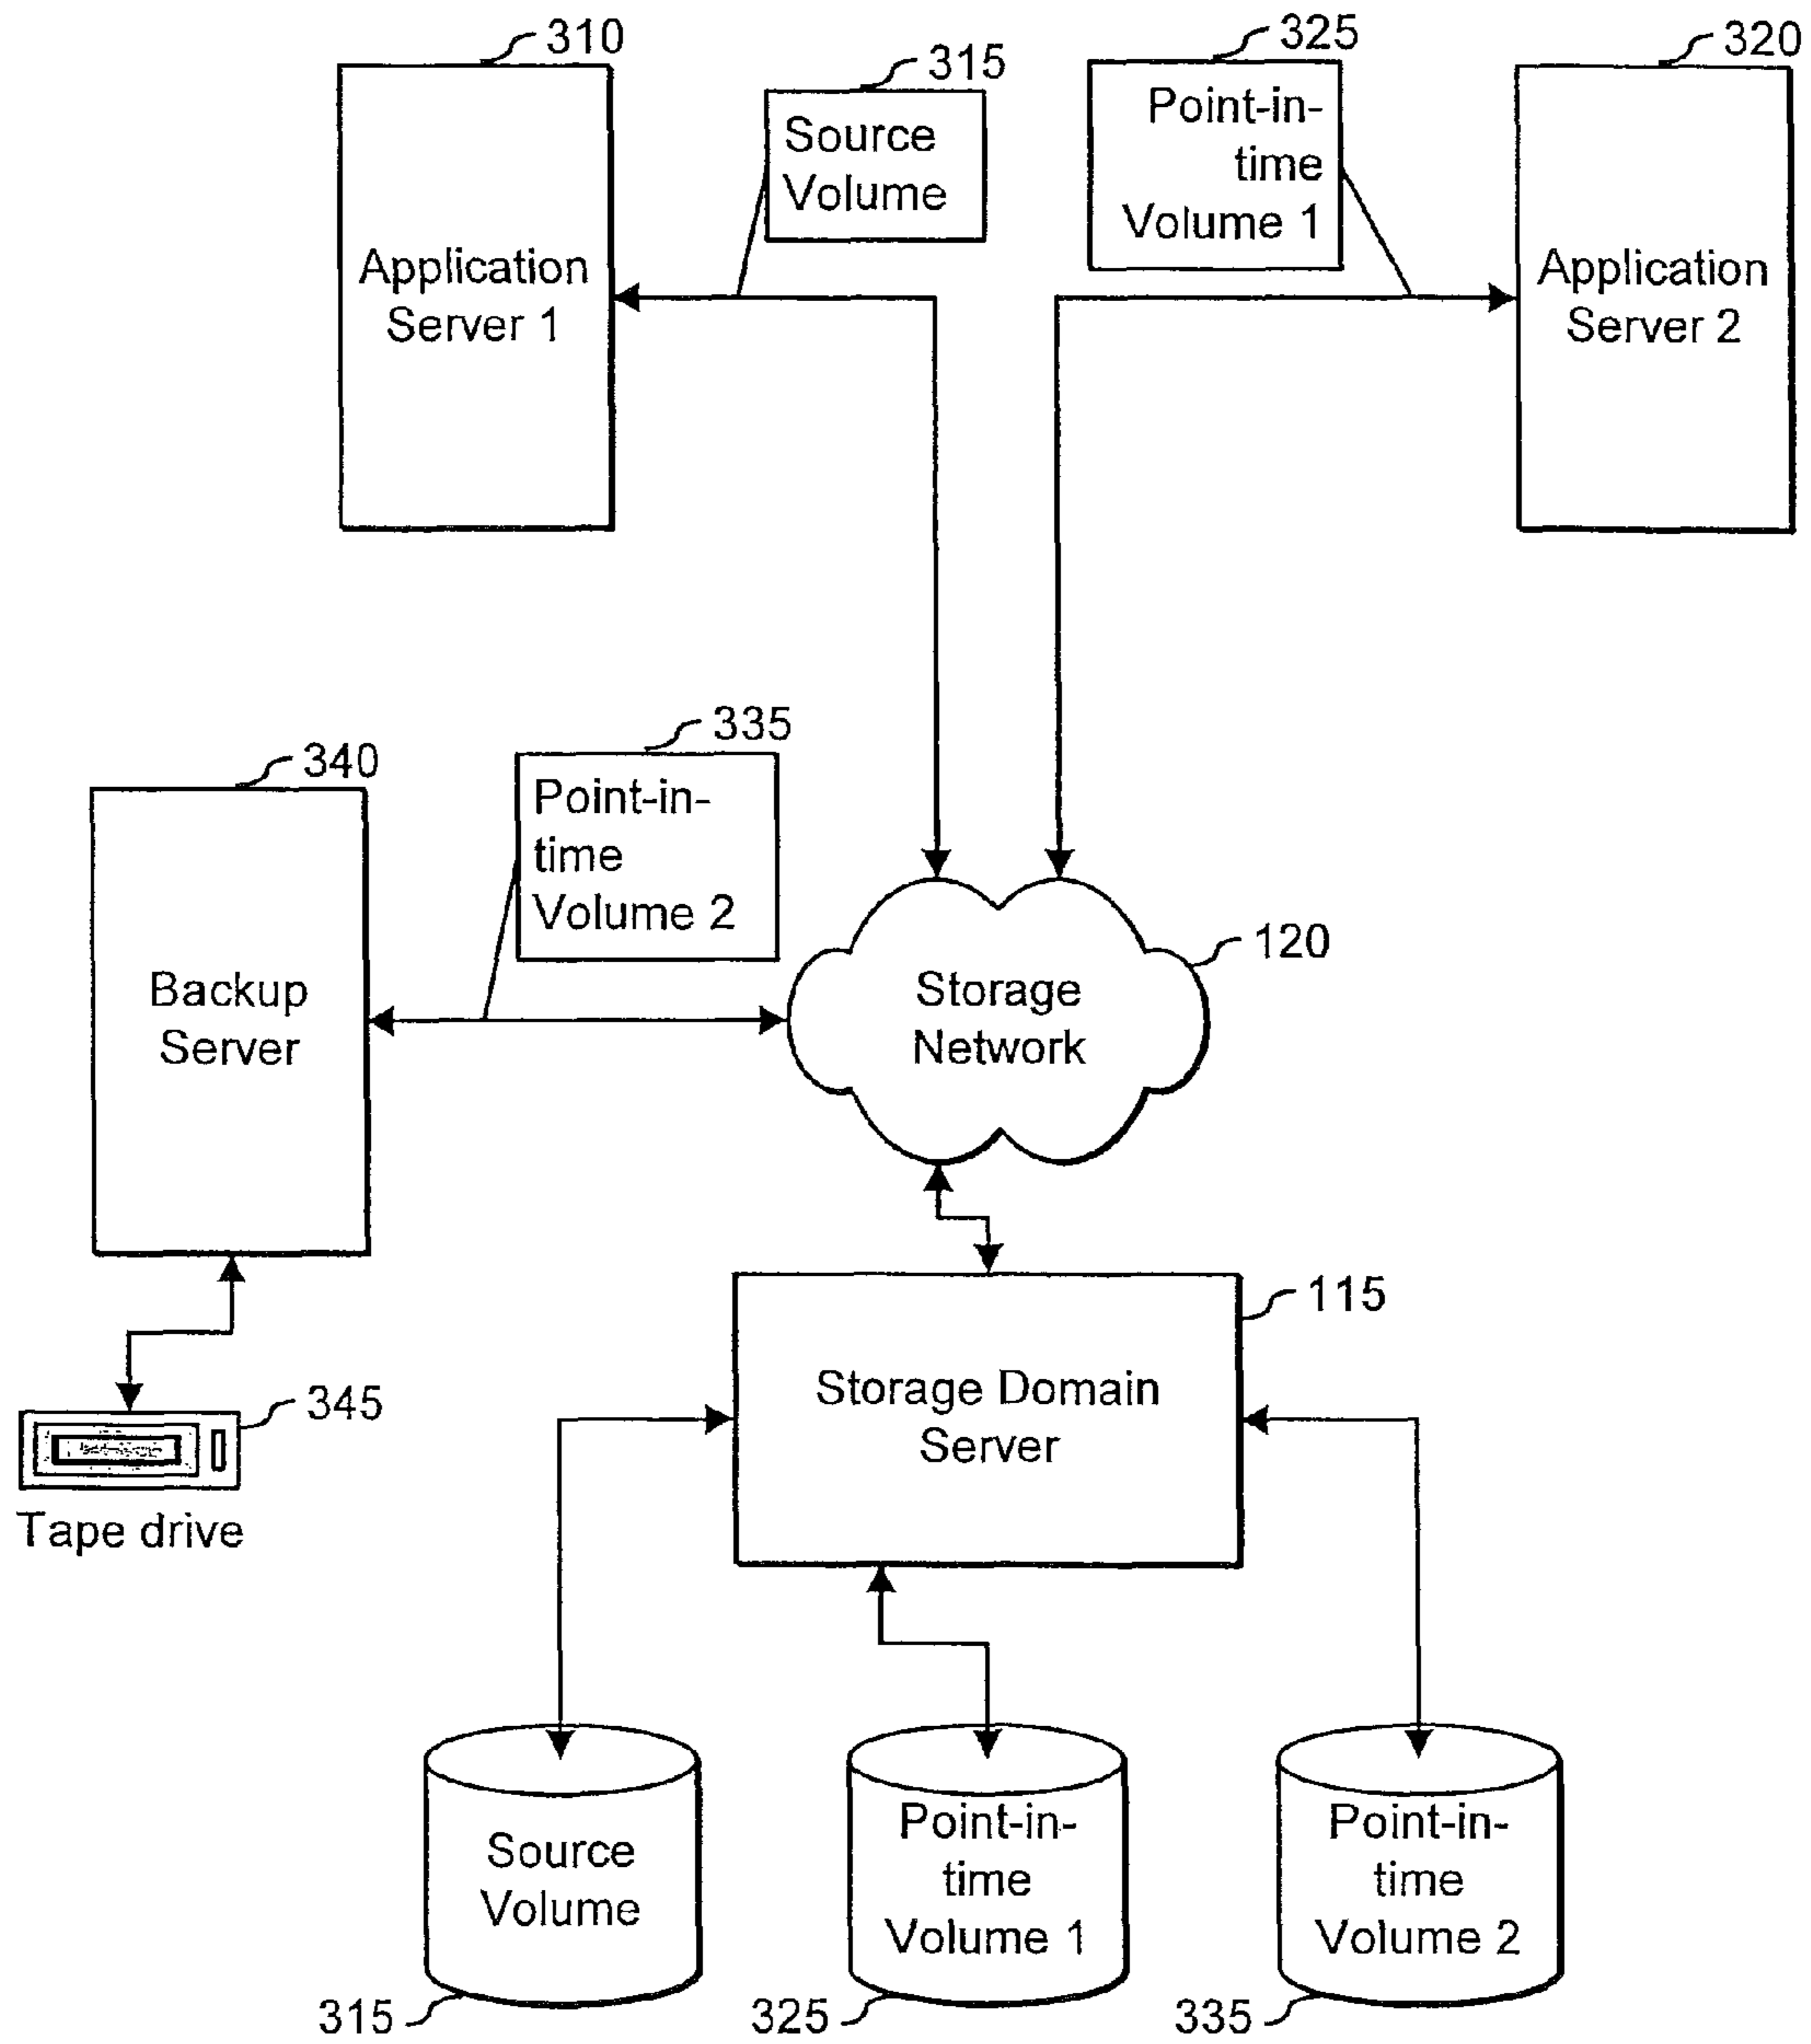 310
315
325
320
Source
Volume
Point-in-
time
Volume 1
Application
Server 1
Application
Server 2
335
340
Point-in-
time
Volume 2
120
Backup
Server
Storage
Network
115
Storage Domain
Server
345
Tape drive
Source
Volume
Point-in-
time
Volume 1
Point-in-
time
Volume 2
315
325
335